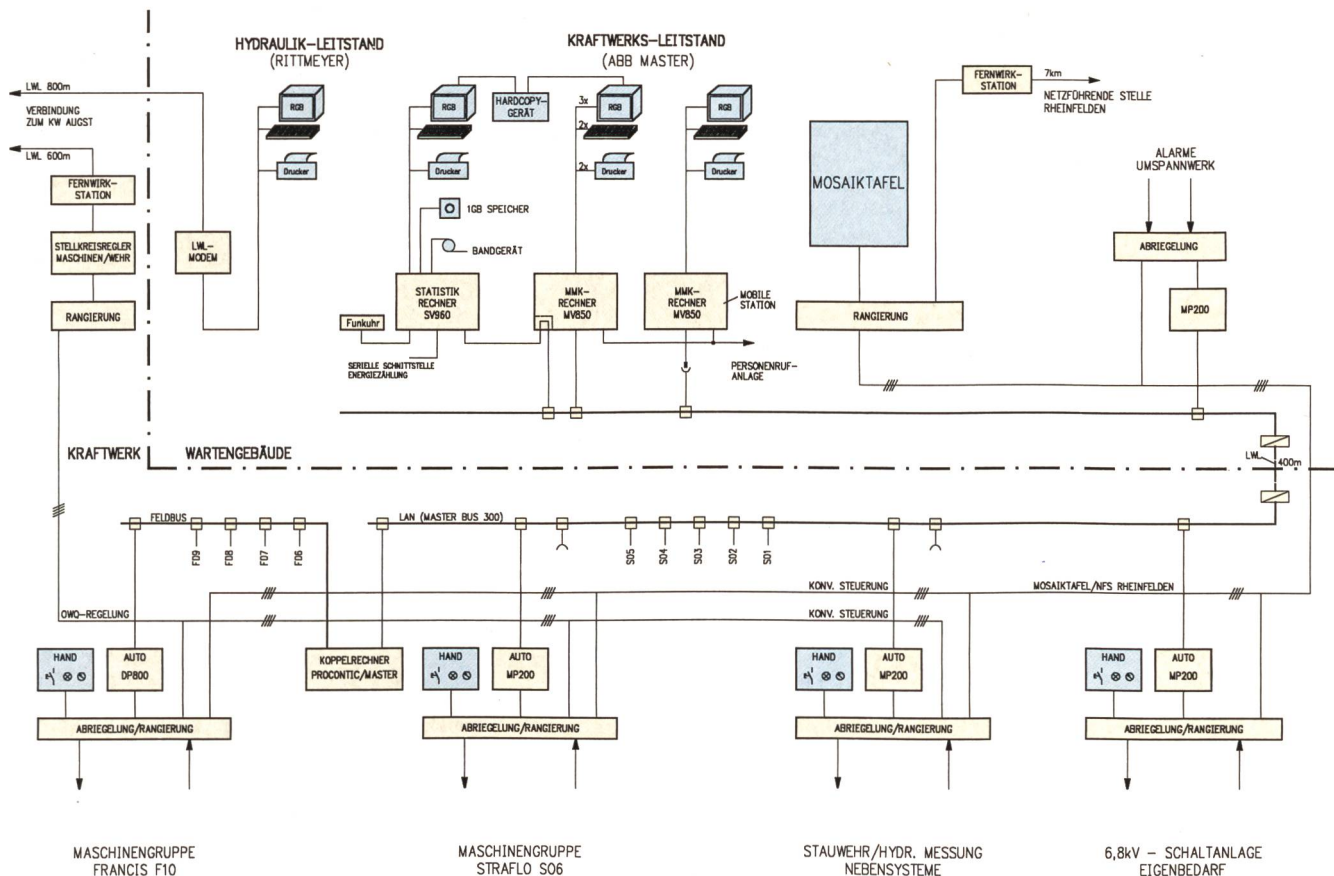 HYDRAULIK-LEITSTAND
(RITTMEYER)
KRAFTWERKS-LEITSTAND
(ABB MASTER)
LWL 800m
VERBINDUNG
ZUM KW AUGST
LWL 600m
FERNWIRK-
STATION
STELLKREISREGLER
MASCHINEN/WEHR
RANGIERUNG
LWL-
MODEM
RGB
Drucker
RGB
Drucker
HARDCOPY-
GERÄT
3x
RGB
2x
2x
Drucker
RGB
Drucker
1GB SPEICHER
BANDGERÄT
STATISTIK
RECHNER
SV960
MMK-
RECHNER
MV850
MMK-
RECHNER
MV850
MOBILE
STATION
Funkuhr
SERIELLE SCHNITTSTELLE
ENERGIEZÄHLUNG
PERSONENRUF-
ANLAGE
MOSAIKTAFEL
RANGIERUNG
FERNWIRK-
STATION
7km
NETZFÜHRENDE STELLE
RHEINFELDEN
ALARME
UMSPANNWERK
ABRIEGELUNG
MP200
KRAFTWERK
WARTENGEBÄUDE
LWL
400m
FELDBUS
F09
F08
F07
F06
LAN (MASTER BUS 300)
S05
S04
S03
S02
S01
KONV. STEUERUNG
MOSAIKTAFEL/NFS RHEINFELDEN
OWQ-REGELUNG
KONV. STEUERUNG
HAND
AUTO
DP800
KOPPELRECHNER
PROCONTIC/MASTER
HAND
AUTO
MP200
HAND
AUTO
MP200
HAND
AUTO
MP200
ABRIEGELUNG/RANGIERUNG
ABRIEGELUNG/RANGIERUNG
ABRIEGELUNG/RANGIERUNG
ABRIEGELUNG/RANGIERUNG
MASCHINENGRUPPE
FRANCIS F10
MASCHINENGRUPPE
STRAFLO S06
STAUWEHR/HYDR. MESSUNG
NEBENSYSTEME
6,8kV – SCHALTANLAGE
EIGENBEDARF